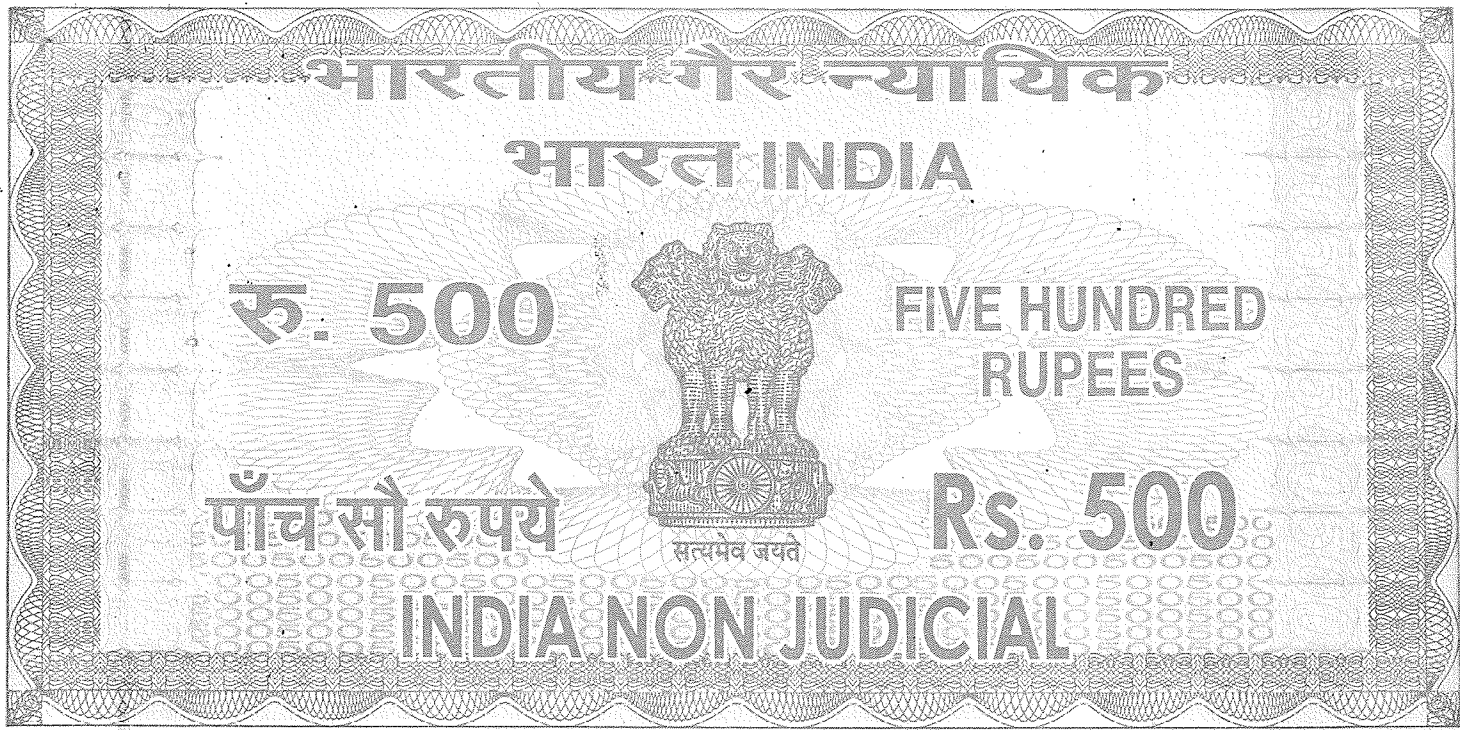 भारतीय गैर न्यायिक
भारत INDIA
रु. 500
FIVE HUNDRED
RUPEES
पाँच सौ रुपये
Rs. 500
सत्यमेव जयते
INDIA NON JUDICIAL